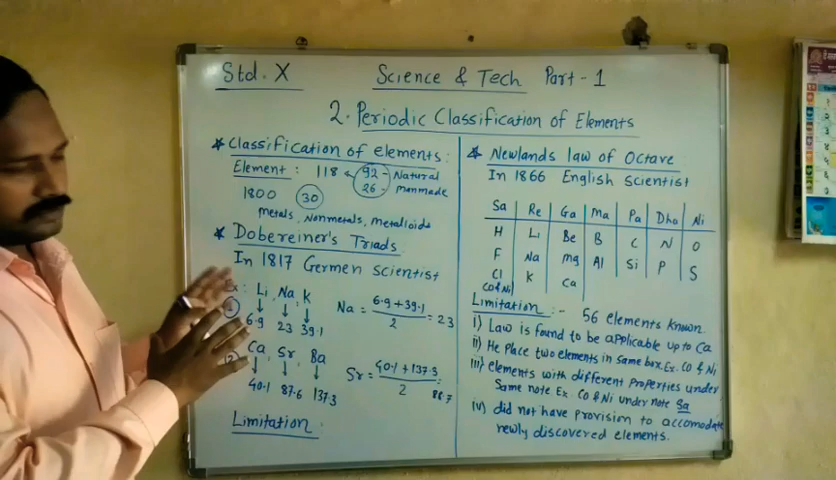 Std. X Science & Tech Part - 1
2. Periodic Classification of Elements
* Classification of elements:
Element : 118 92 - Natural
26 - manmade
1800 30
metals, Nonmetals, Metalloids
* Dobereiner's Triads
In 1817 Germen scientist
Ex: Li, Na, K
6.9 23 39.1
Na = 6.9 + 39.1 / 2 = 23
Ca, Sr, Ba
40.1 87.6 137.3
Sr = 40.1 + 137.3 / 2 = 88.7
Limitation:
* Newlands law of Octave
In 1866 English scientist
Sa Re Ga Ma Pa Dha Ni
H Li Be B C N O
F Na Mg Al Si P S
Cl K Ca
Co & Ni
Limitation :- 56 elements known.
i) Law is found to be applicable up to Ca
ii) He Place two elements in same box. Ex. Co & Ni
iii) elements with different properties under
Same note Ex. Co & Ni under note Sa
iv) did not have provision to accomodate
newly discovered elements.